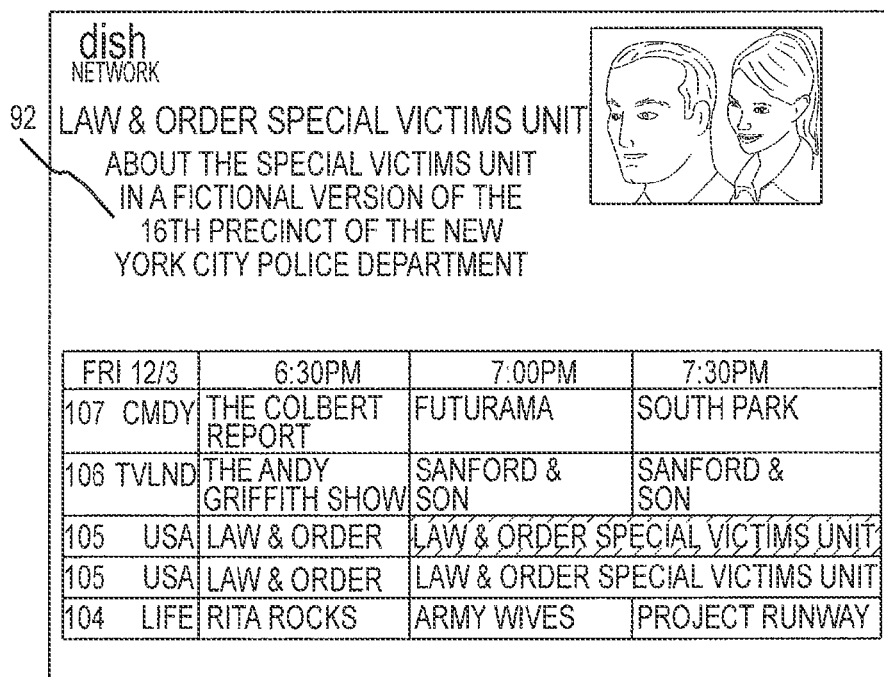 dish
NETWORK
92 LAW & ORDER SPECIAL VICTIMS UNIT
ABOUT THE SPECIAL VICTIMS UNIT
IN A FICTIONAL VERSION OF THE
16TH PRECINCT OF THE NEW
YORK CITY POLICE DEPARTMENT
FRI 12/3 6:30PM 7:00PM 7:30PM
107 CMDY THE COLBERT FUTURAMA SOUTH PARK
REPORT
106 TVLND THE ANDY SANFORD & SANFORD &
GRIFFITH SHOW SON SON
105 USA LAW & ORDER LAW & ORDER SPECIAL VICTIMS UNIT
105 USA LAW & ORDER LAW & ORDER SPECIAL VICTIMS UNIT
104 LIFE RITA ROCKS ARMY WIVES PROJECT RUNWAY